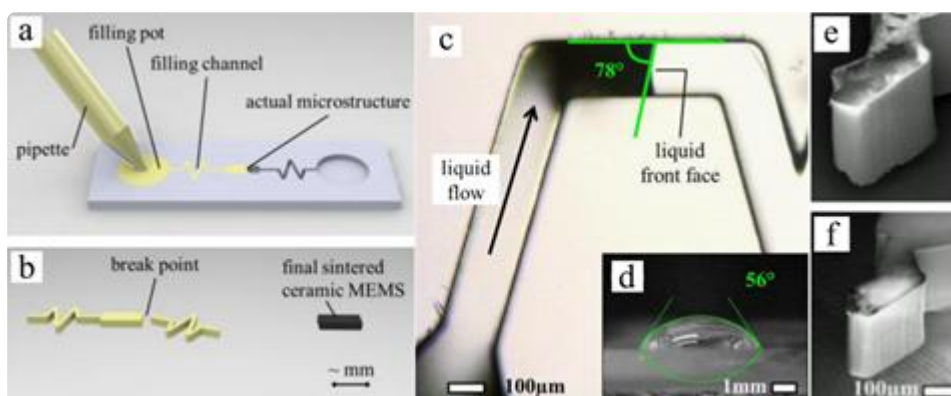 a
filling pot
filling channel
actual microstructure
pipette
b
break point
final sintered
ceramic MEMS
~ mm
c
78°
liquid
flow
liquid
front face
100μm
d
56°
1mm
e
f
100μm